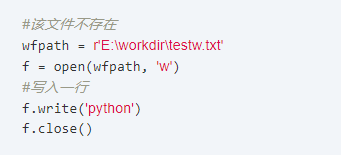 #该文件不存在
wfpath = r'E:\workdir\testw.txt'
f = open(wfpath, 'w')
#写入一行
f.write('python')
f.close()